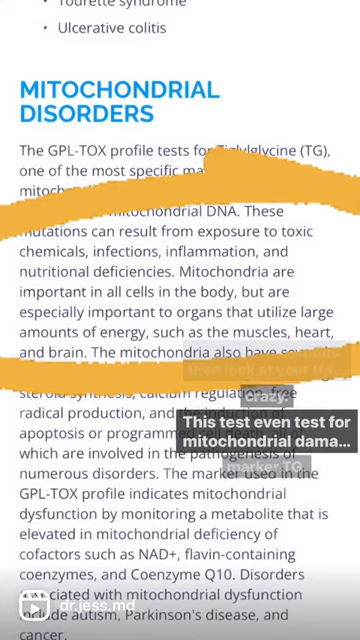 Tourette syndrome
• Ulcerative colitis
MITOCHONDRIAL
DISORDERS
The GPL-TOX profile tests for Tiglylglycine (TG),
one of the most specific ma
mitoch
mitochondrial DNA. These
mutations can result from exposure to toxic
chemicals, infections, inflammation, and
nutritional deficiencies. Mitochondria are
important in all cells in the body, but are
especially important to organs that utilize large
amounts of energy, such as the muscles, heart,
and brain. The mitochondria also have
steroid synthesis, calcium regulation, free
radical production, and the induction of
apoptosis or programmed cell death, all of
which are involved in the pathogenesis of
numerous disorders. The marker used in the
GPL-TOX profile indicates mitochondrial
dysfunction by monitoring a metabolite that is
elevated in mitochondrial deficiency of
cofactors such as NAD+, flavin-containing
coenzymes, and Coenzyme Q10. Disorders
associated with mitochondrial dysfunction
include autism, Parkinson's disease, and
cancer.
crazy
This test even test for
mitochondrial dama...
marker TG.
dr.jess.md